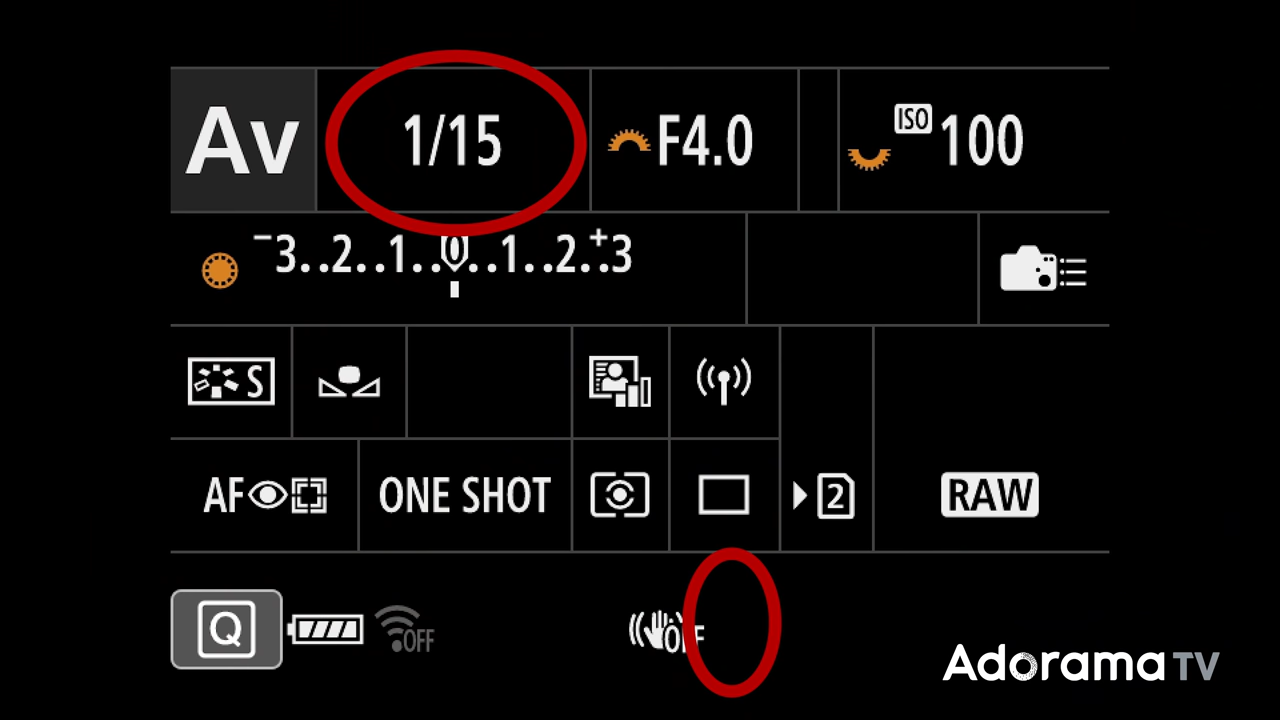 Av 1/15 F4.0 ISO 100
−3..2..1..0..1..2..+3
S
AF ONE SHOT 2 RAW
Q OFF OFF
Adorama TV